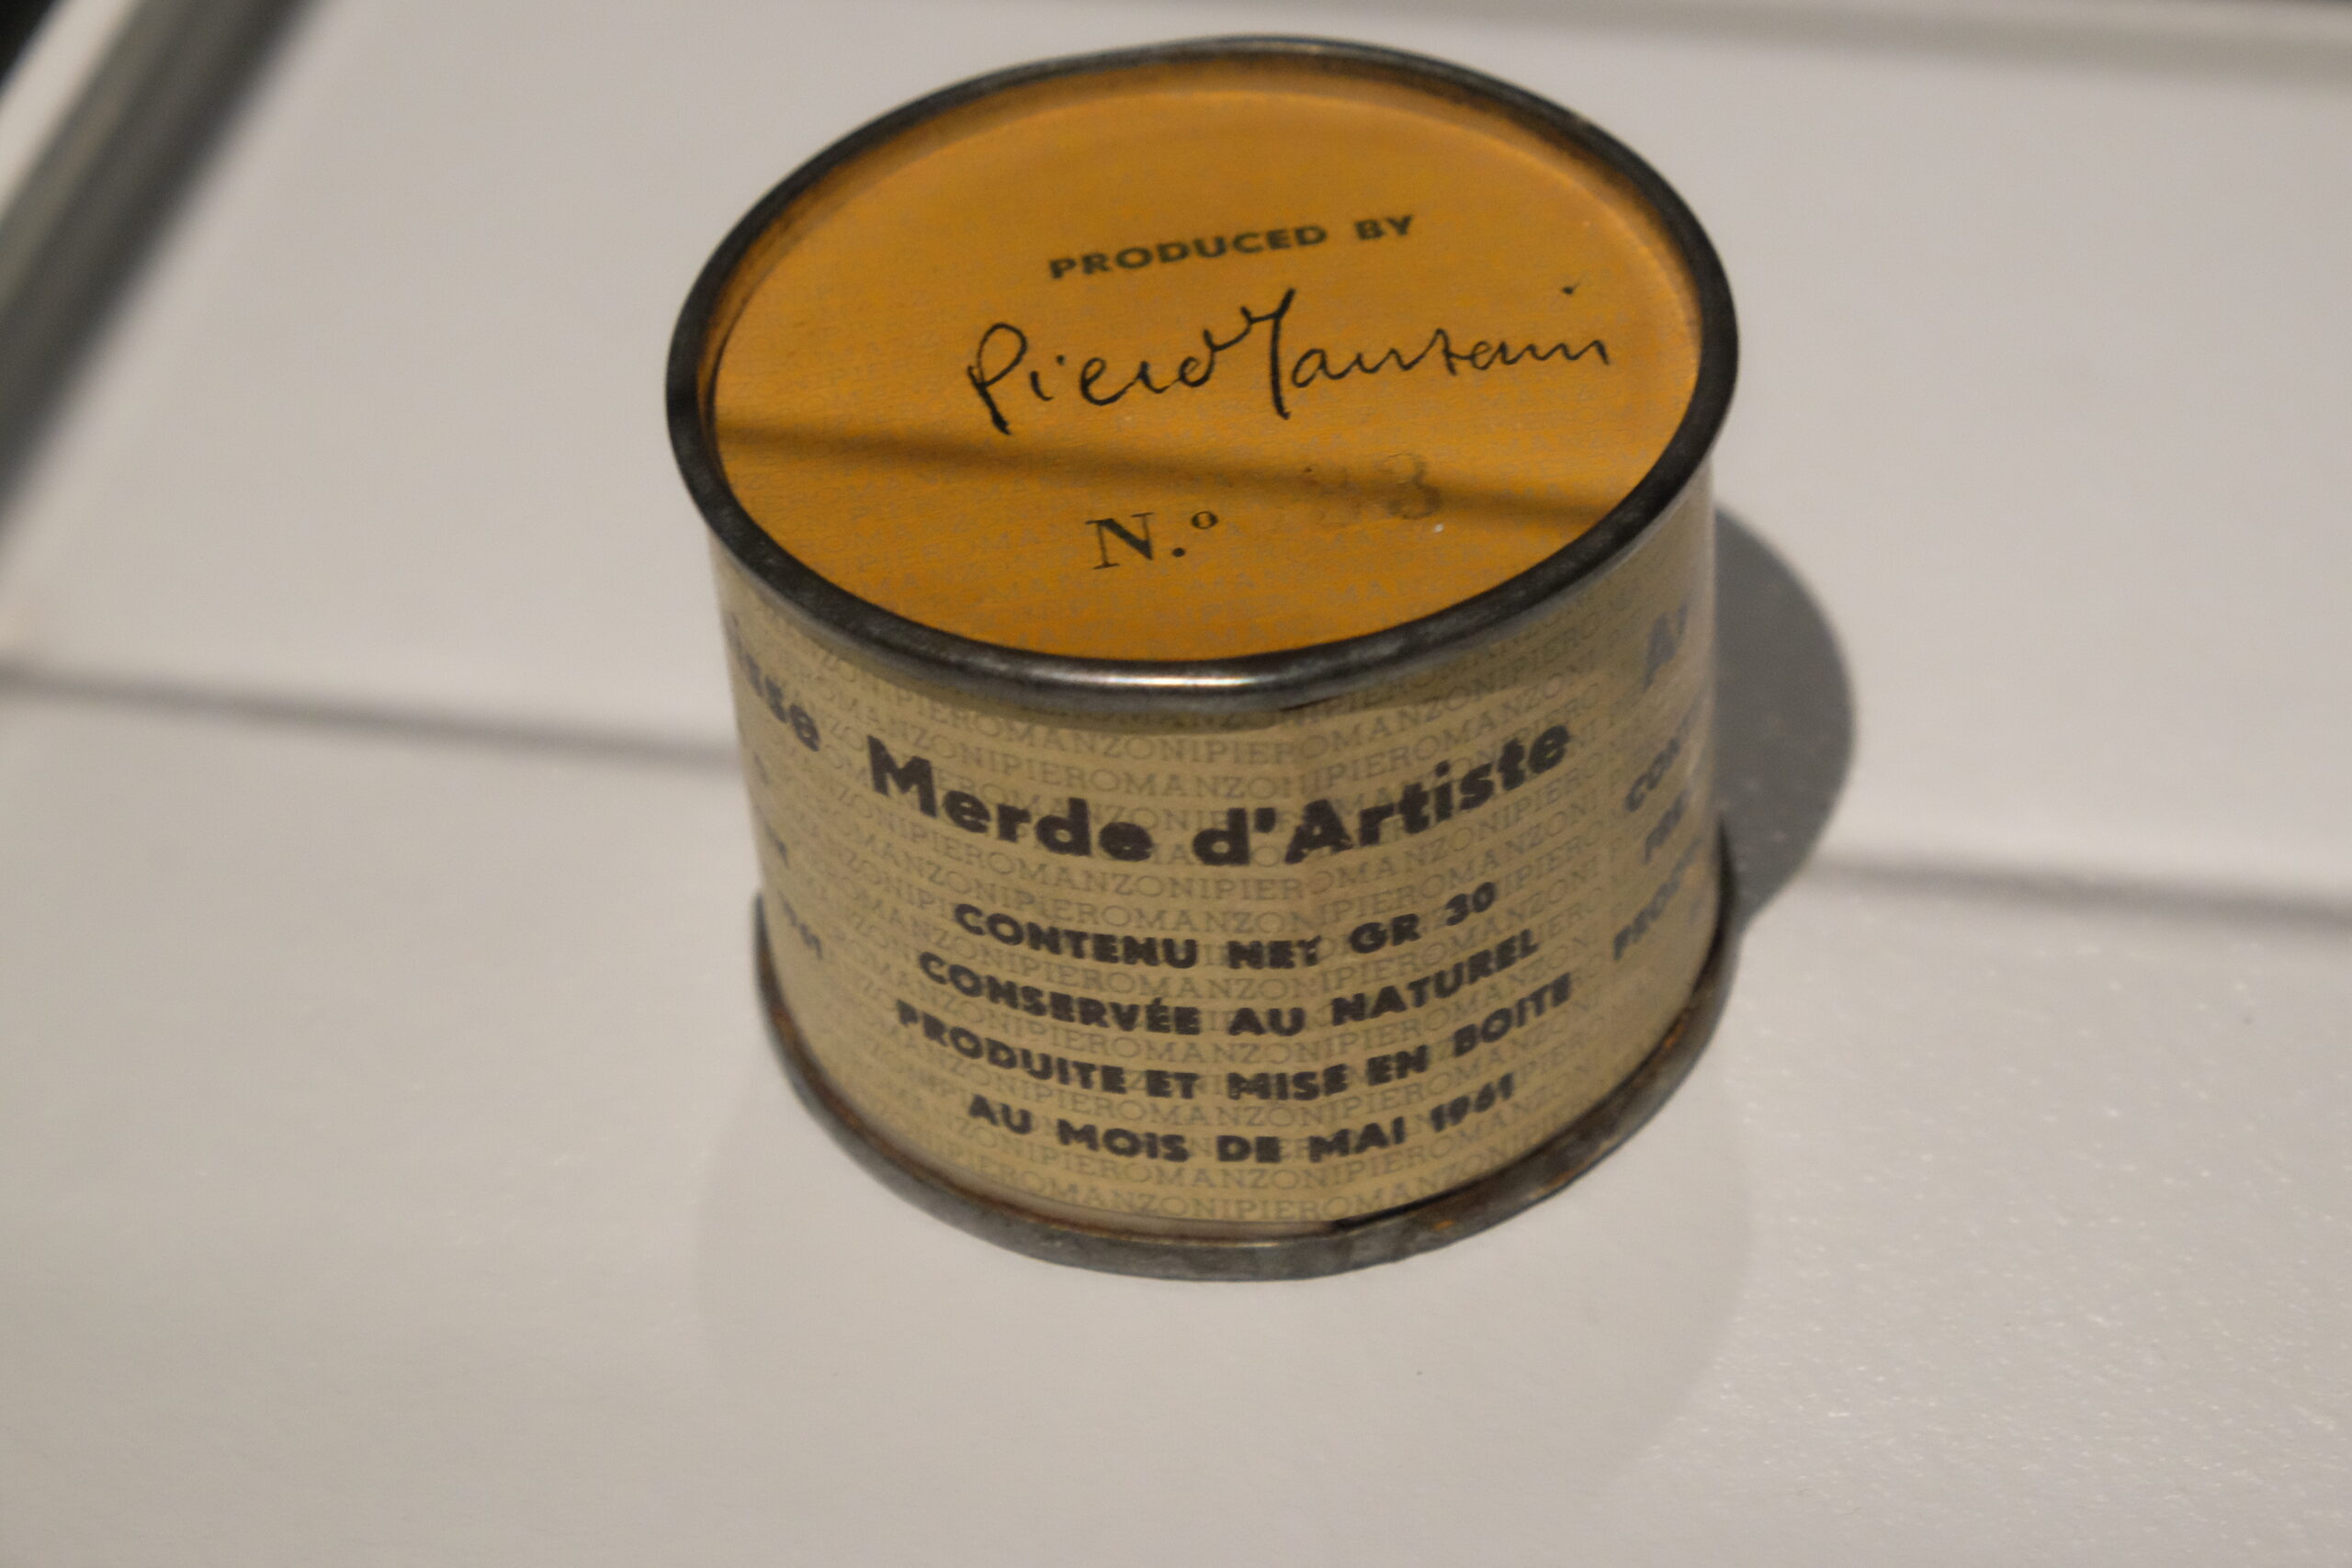 PRODUCED BY
Piero Manzoni
N.º
Merde d'Artiste
CONTENU NET GR 30
CONSERVÉE AU NATUREL
PRODUITE ET MISE EN BOITE
AU MOIS DE MAI 1961